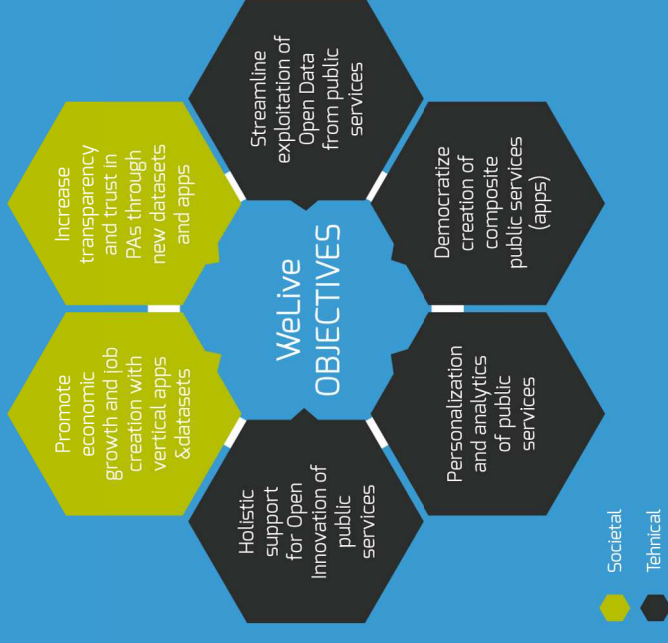 WeLive
OBJECTIVES
Promote
economic
growth and job
creation with
vertical apps
&datasets
Increase
transparency
and trust in
PAs through
new datasets
and apps
Streamline
exploitation of
Open Data
from public
services
Democratize
creation of
composite
public services
(apps)
Personalization
and analytics
of public
services
Holistic
support
for Open
Innovation of
public
services
Societal
Tehnical